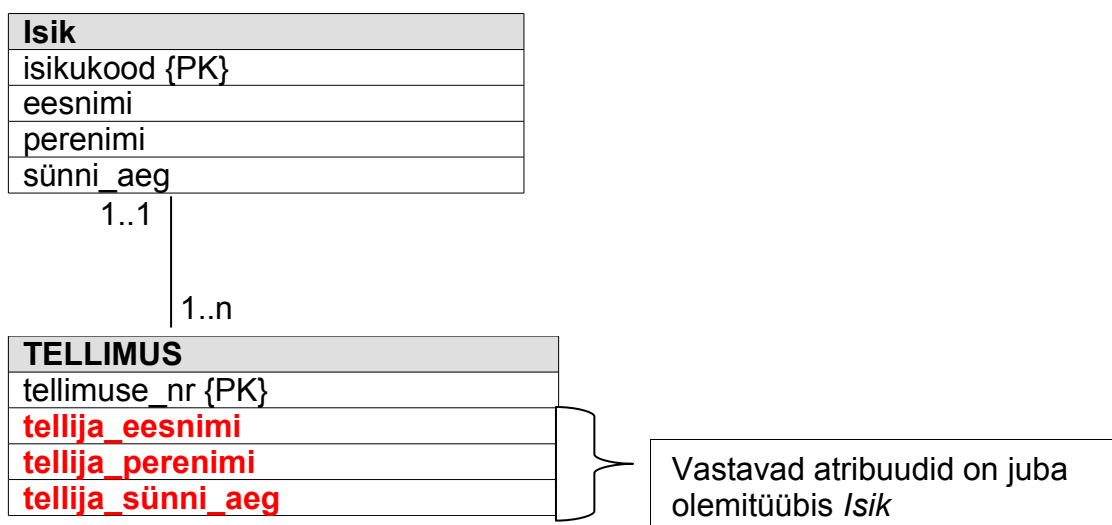 Isik
isikukood {PK}
eesnimi
perenimi
sünni_aeg
1..1
1..n
TELLIMUS
tellimuse_nr {PK}
tellija_eesnimi
tellija_perenimi
tellija_sünni_aeg
Vastavad atribuudid on juba
olemitüübis Isik